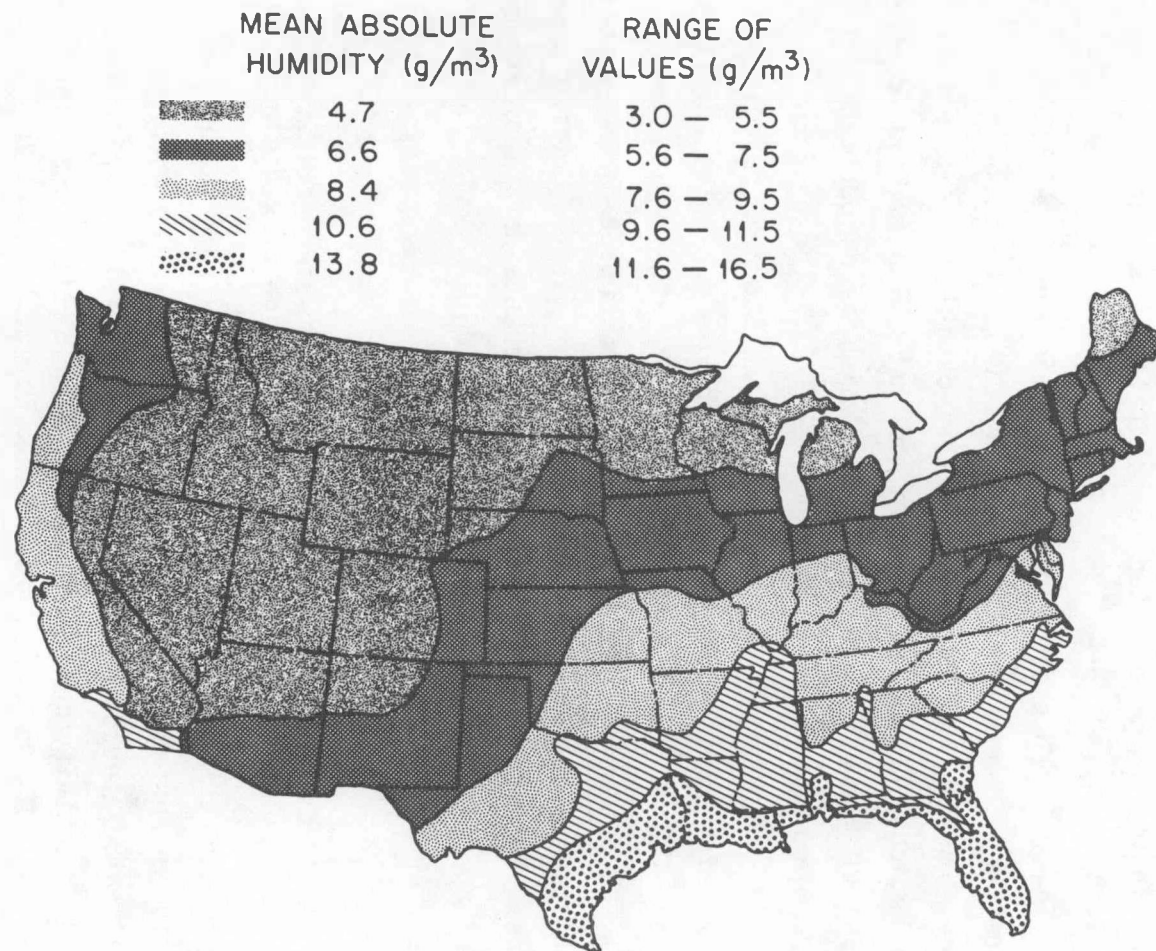 MEAN ABSOLUTE HUMIDITY (g/m³)
RANGE OF VALUES (g/m³)
4.7 3.0 – 5.5
6.6 5.6 – 7.5
8.4 7.6 – 9.5
10.6 9.6 – 11.5
13.8 11.6 – 16.5